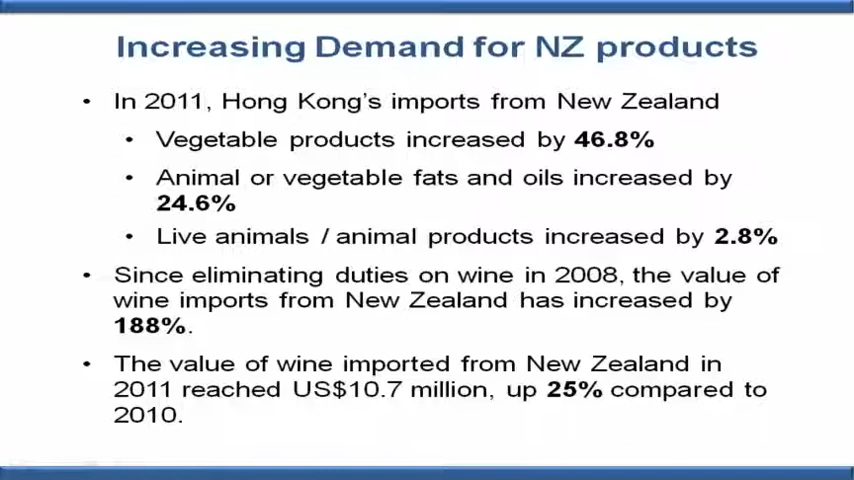 Increasing Demand for NZ products
• In 2011, Hong Kong's imports from New Zealand
• Vegetable products increased by 46.8%
• Animal or vegetable fats and oils increased by
24.6%
• Live animals / animal products increased by 2.8%
• Since eliminating duties on wine in 2008, the value of
wine imports from New Zealand has increased by
188%.
• The value of wine imported from New Zealand in
2011 reached US$10.7 million, up 25% compared to
2010.